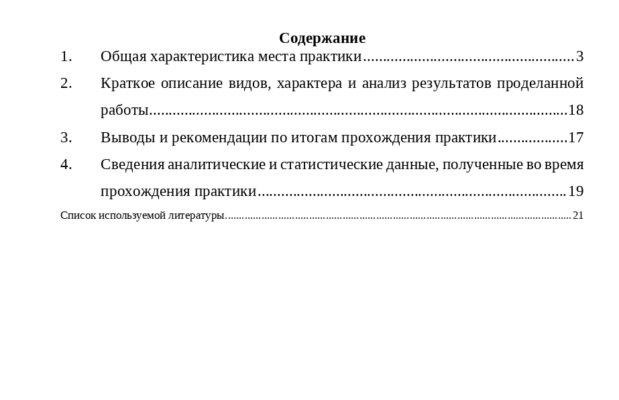 Содержание
1. Общая характеристика места практики......................................................3
2. Краткое описание видов, характера и анализ результатов проделанной
работы...........................................................................................................18
3. Выводы и рекомендации по итогам прохождения практики..................17
4. Сведения аналитические и статистические данные, полученные во время
прохождения практики...............................................................................19
Список используемой литературы............................................................................................................................21